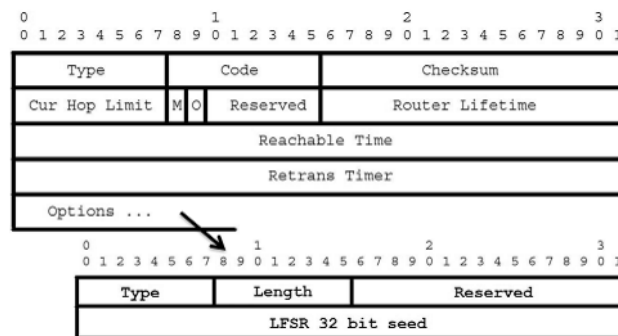 0 1 2 3
0 1 2 3 4 5 6 7 8 9 0 1 2 3 4 5 6 7 8 9 0 1 2 3 4 5 6 7 8 9 0 1
Type Code Checksum
Cur Hop Limit M O Reserved Router Lifetime
Reachable Time
Retrans Timer
Options ...
0 1 2 3
0 1 2 3 4 5 6 7 8 9 0 1 2 3 4 5 6 7 8 9 0 1 2 3 4 5 6 7 8 9 0 1
Type Length Reserved
LFSR 32 bit seed